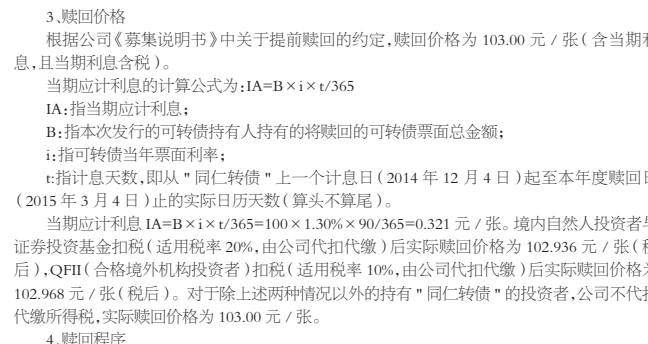 3、赎回价格
根据公司《募集说明书》中关于提前赎回的约定,赎回价格为 103.00 元 / 张(含当期利
息,且当期利息含税)。
当期应计利息的计算公式为:IA=B×i×t/365
IA:指当期应计利息;
B:指本次发行的可转债持有人持有的将赎回的可转债票面总金额;
i:指可转债当年票面利率;
t:指计息天数,即从 " 同仁转债 " 上一个计息日(2014 年 12 月 4 日)起至本年度赎回日
(2015 年 3 月 4 日)止的实际日历天数(算头不算尾)。
当期应计利息 IA=B×i×t/365=100×1.30%×90/365=0.321 元 / 张。境内自然人投资者与
证券投资基金扣税(适用税率 20%,由公司代扣代缴)后实际赎回价格为 102.936 元 / 张(税
后),QFII(合格境外机构投资者)扣税(适用税率 10%,由公司代扣代缴)后实际赎回价格为
102.968 元 / 张(税后)。对于除上述两种情况以外的持有 " 同仁转债 " 的投资者,公司不代扣
代缴所得税,实际赎回价格为 103.00 元 / 张。
4、赎回程序